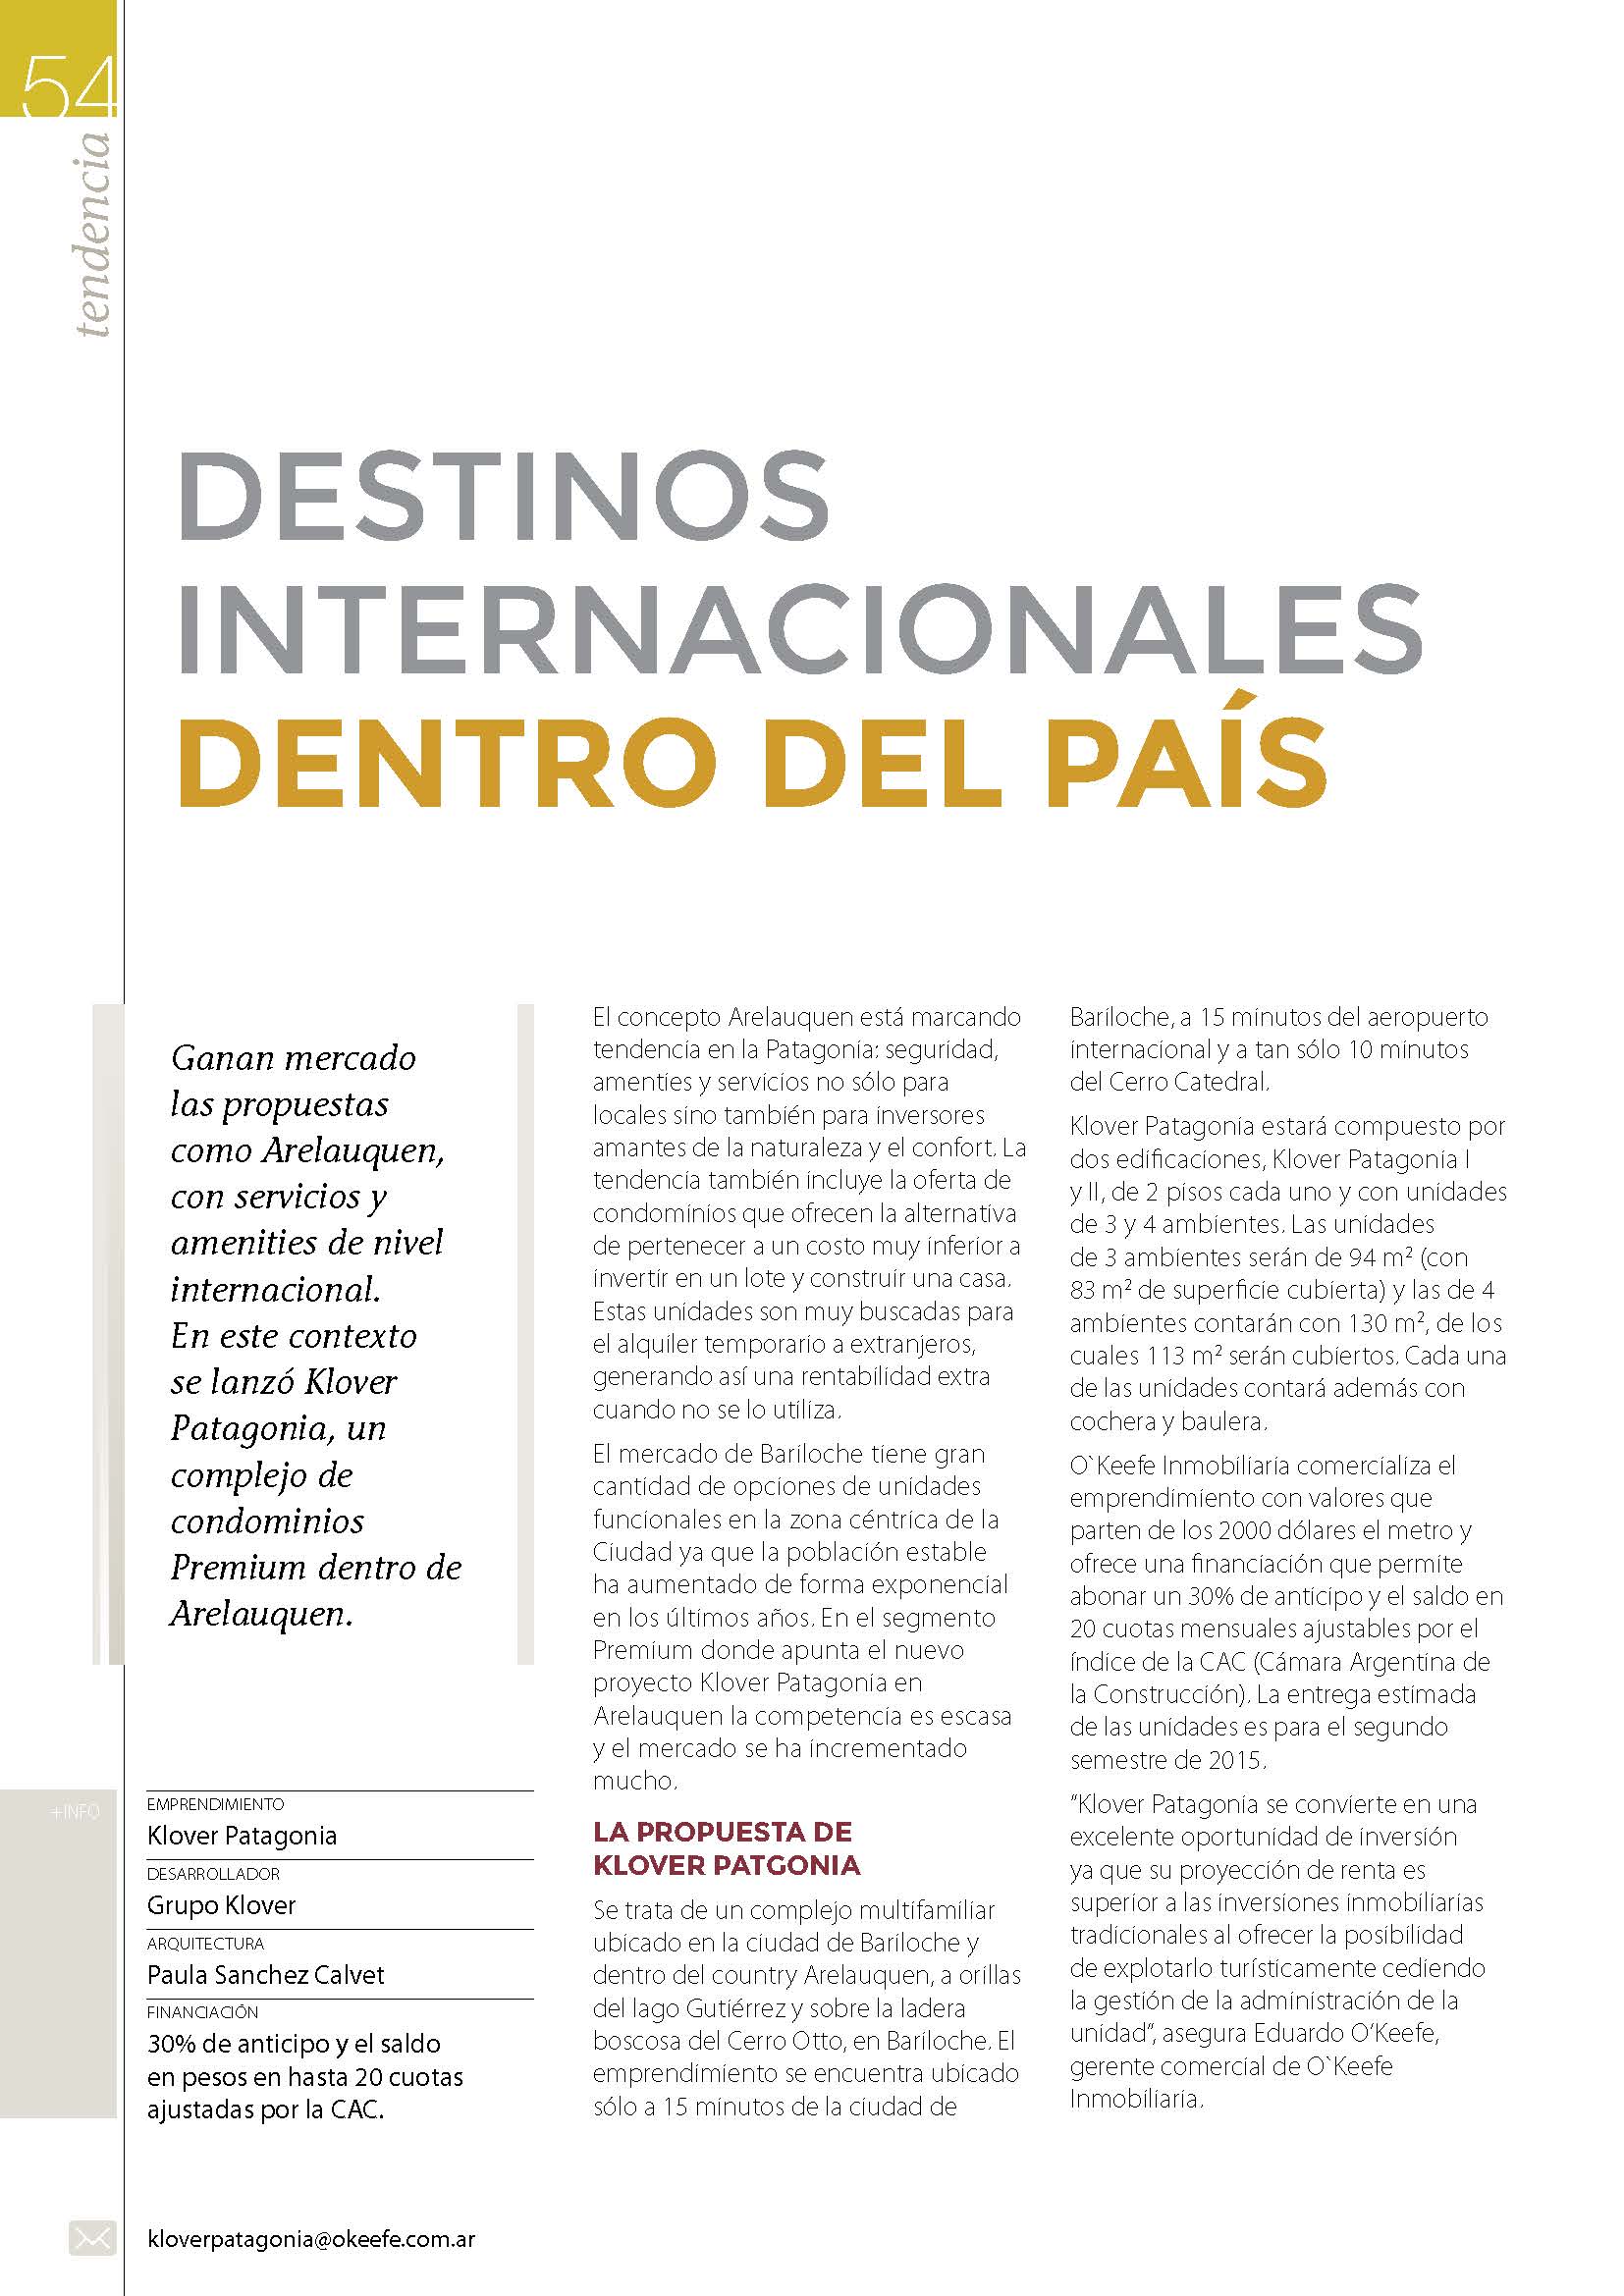 54
tendencia
DESTINOS
INTERNACIONALES
DENTRO DEL PAÍS
Ganan mercado
las propuestas
como Arelauquen,
con servicios y
amenities de nivel
internacional.
En este contexto
se lanzó Klover
Patagonia, un
complejo de
condominios
Premium dentro de
Arelauquen.
+INFO
EMPRENDIMIENTO
Klover Patagonia
DESARROLLADOR
Grupo Klover
ARQUITECTURA
Paula Sanchez Calvet
FINANCIACIÓN
30% de anticipo y el saldo
en pesos en hasta 20 cuotas
ajustadas por la CAC.
kloverpatagonia@okeefe.com.ar
El concepto Arelauquen está marcando
tendencia en la Patagonia: seguridad,
amenties y servicios no sólo para
locales sino también para inversores
amantes de la naturaleza y el confort. La
tendencia también incluye la oferta de
condominios que ofrecen la alternativa
de pertenecer a un costo muy inferior a
invertir en un lote y construir una casa.
Estas unidades son muy buscadas para
el alquiler temporario a extranjeros,
generando así una rentabilidad extra
cuando no se lo utiliza.
El mercado de Bariloche tiene gran
cantidad de opciones de unidades
funcionales en la zona céntrica de la
Ciudad ya que la población estable
ha aumentado de forma exponencial
en los últimos años. En el segmento
Premium donde apunta el nuevo
proyecto Klover Patagonia en
Arelauquen la competencia es escasa
y el mercado se ha incrementado
mucho.
LA PROPUESTA DE
KLOVER PATGONIA
Se trata de un complejo multifamiliar
ubicado en la ciudad de Bariloche y
dentro del country Arelauquen, a orillas
del lago Gutiérrez y sobre la ladera
boscosa del Cerro Otto, en Bariloche. El
emprendimiento se encuentra ubicado
sólo a 15 minutos de la ciudad de
Bariloche, a 15 minutos del aeropuerto
internacional y a tan sólo 10 minutos
del Cerro Catedral.
Klover Patagonia estará compuesto por
dos edificaciones, Klover Patagonia I
y II, de 2 pisos cada uno y con unidades
de 3 y 4 ambientes. Las unidades
de 3 ambientes serán de 94 m² (con
83 m² de superficie cubierta) y las de 4
ambientes contarán con 130 m², de los
cuales 113 m² serán cubiertos. Cada una
de las unidades contará además con
cochera y baulera.
O`Keefe Inmobiliaria comercializa el
emprendimiento con valores que
parten de los 2000 dólares el metro y
ofrece una financiación que permite
abonar un 30% de anticipo y el saldo en
20 cuotas mensuales ajustables por el
índice de la CAC (Cámara Argentina de
la Construcción). La entrega estimada
de las unidades es para el segundo
semestre de 2015.
“Klover Patagonia se convierte en una
excelente oportunidad de inversión
ya que su proyección de renta es
superior a las inversiones inmobiliarias
tradicionales al ofrecer la posibilidad
de explotarlo turísticamente cediendo
la gestión de la administración de la
unidad”, asegura Eduardo O’Keefe,
gerente comercial de O`Keefe
Inmobiliaria.